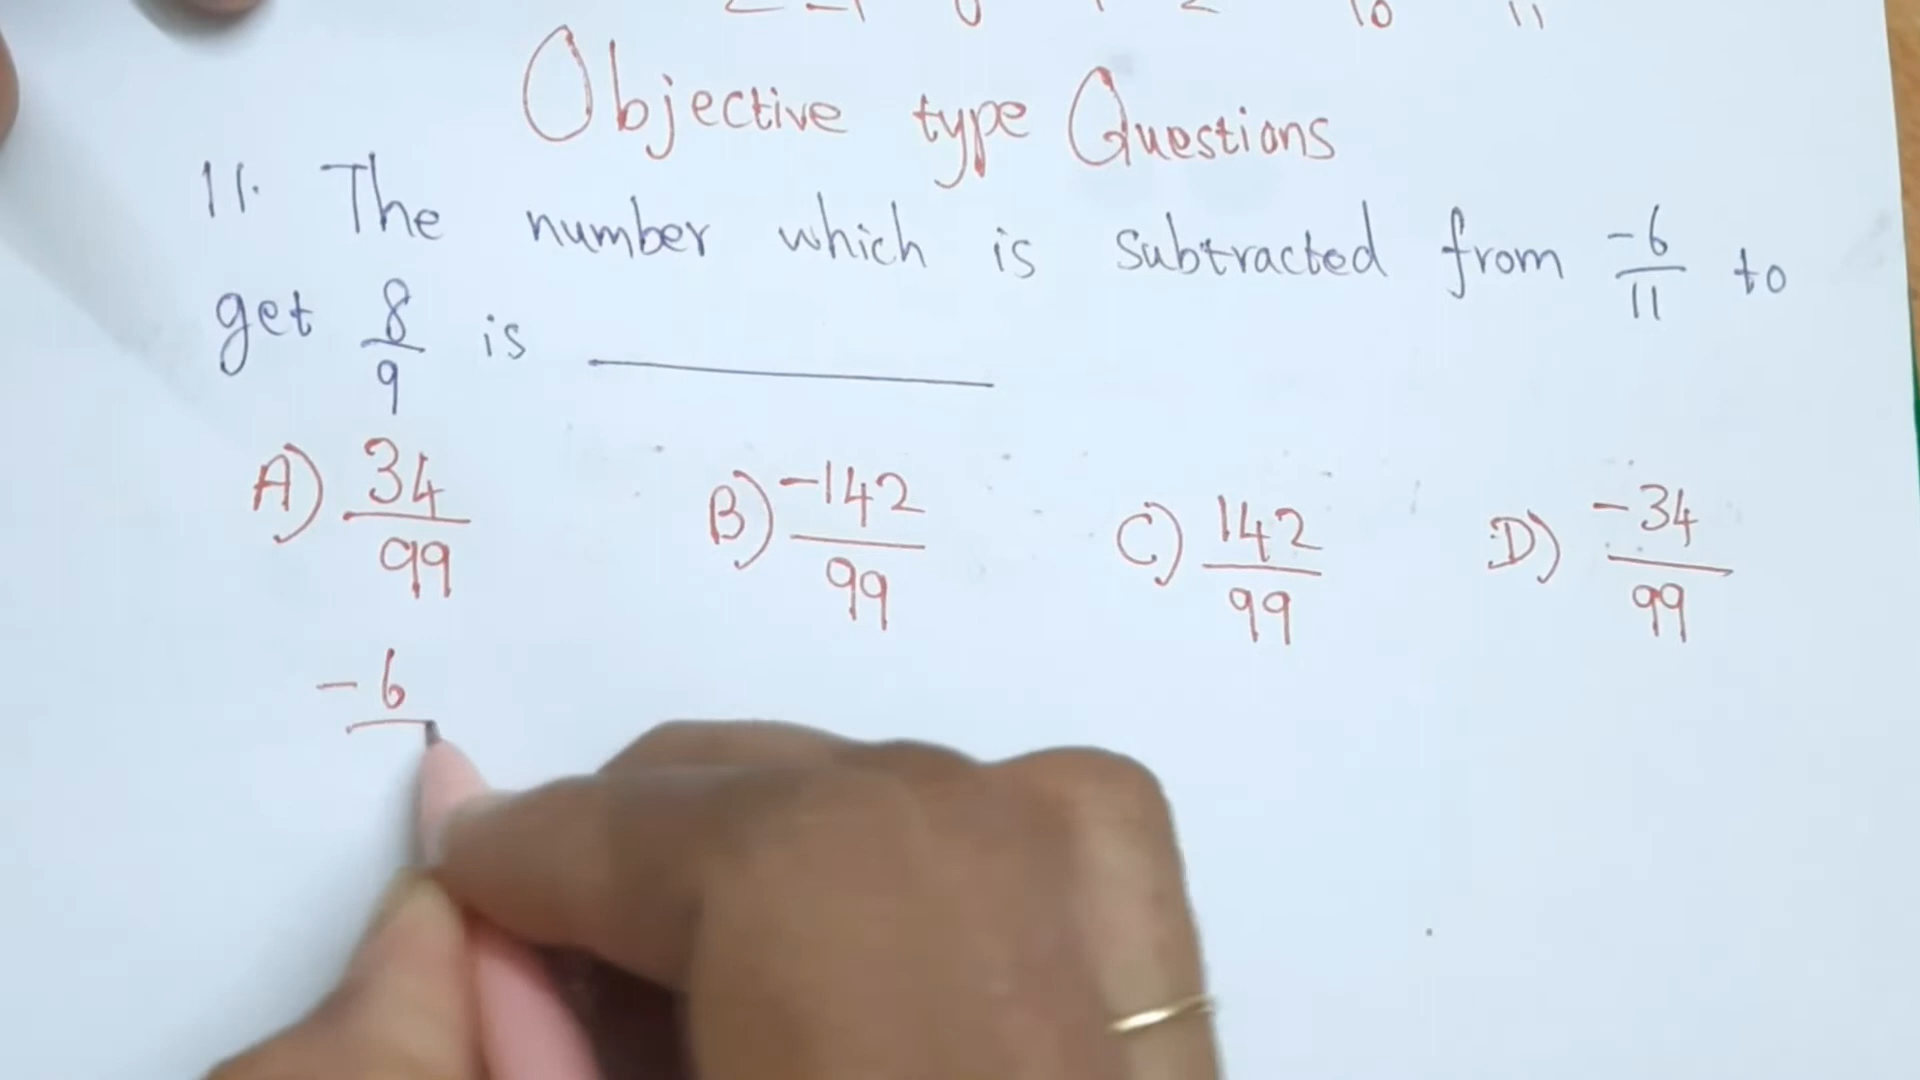 Objective type Questions
11. The number which is subtracted from -6/11 to
get 8/9 is ________
A) 34/99 B) -142/99 C) 142/99 D) -34/99
-6